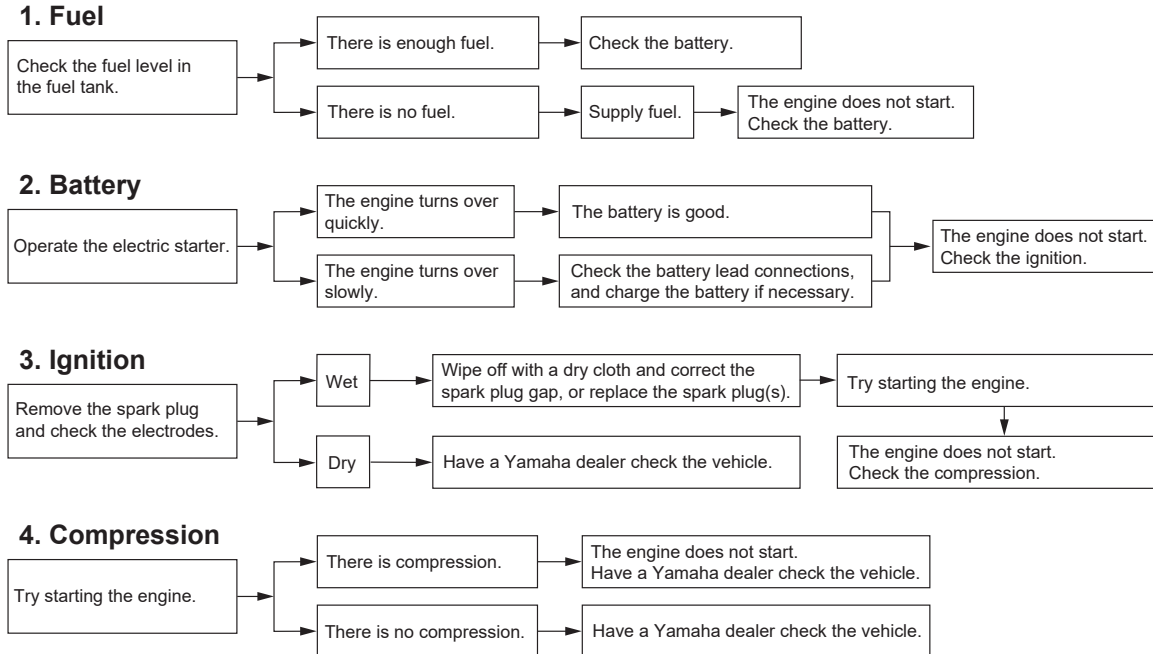 1. Fuel
Check the fuel level in
the fuel tank.
There is enough fuel.
Check the battery.
There is no fuel.
Supply fuel.
The engine does not start.
Check the battery.
2. Battery
Operate the electric starter.
The engine turns over
quickly.
The battery is good.
The engine turns over
slowly.
Check the battery lead connections,
and charge the battery if necessary.
The engine does not start.
Check the ignition.
3. Ignition
Remove the spark plug
and check the electrodes.
Wet
Wipe off with a dry cloth and correct the
spark plug gap, or replace the spark plug(s).
Try starting the engine.
The engine does not start.
Check the compression.
Dry
Have a Yamaha dealer check the vehicle.
4. Compression
Try starting the engine.
There is compression.
The engine does not start.
Have a Yamaha dealer check the vehicle.
There is no compression.
Have a Yamaha dealer check the vehicle.